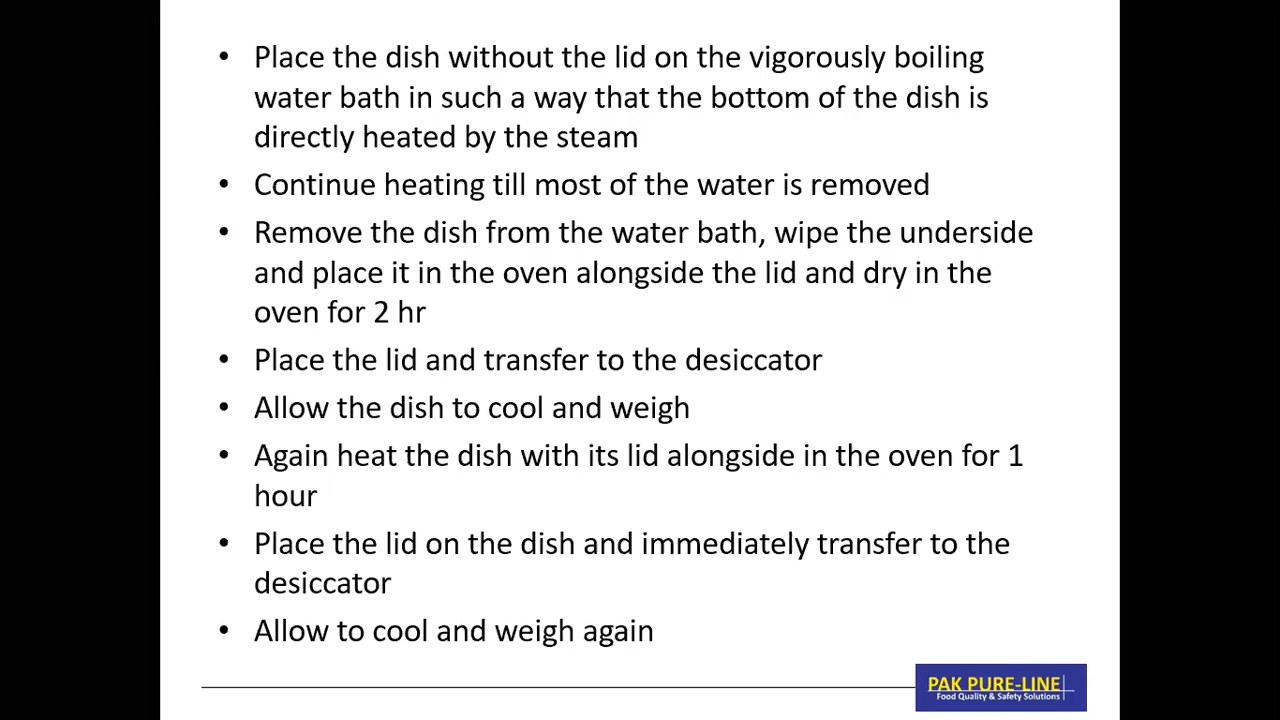 • Place the dish without the lid on the vigorously boiling
water bath in such a way that the bottom of the dish is
directly heated by the steam
• Continue heating till most of the water is removed
• Remove the dish from the water bath, wipe the underside
and place it in the oven alongside the lid and dry in the
oven for 2 hr
• Place the lid and transfer to the desiccator
• Allow the dish to cool and weigh
• Again heat the dish with its lid alongside in the oven for 1
hour
• Place the lid on the dish and immediately transfer to the
desiccator
• Allow to cool and weigh again
PAK PURE-LINE
Food Quality & Safety Solutions